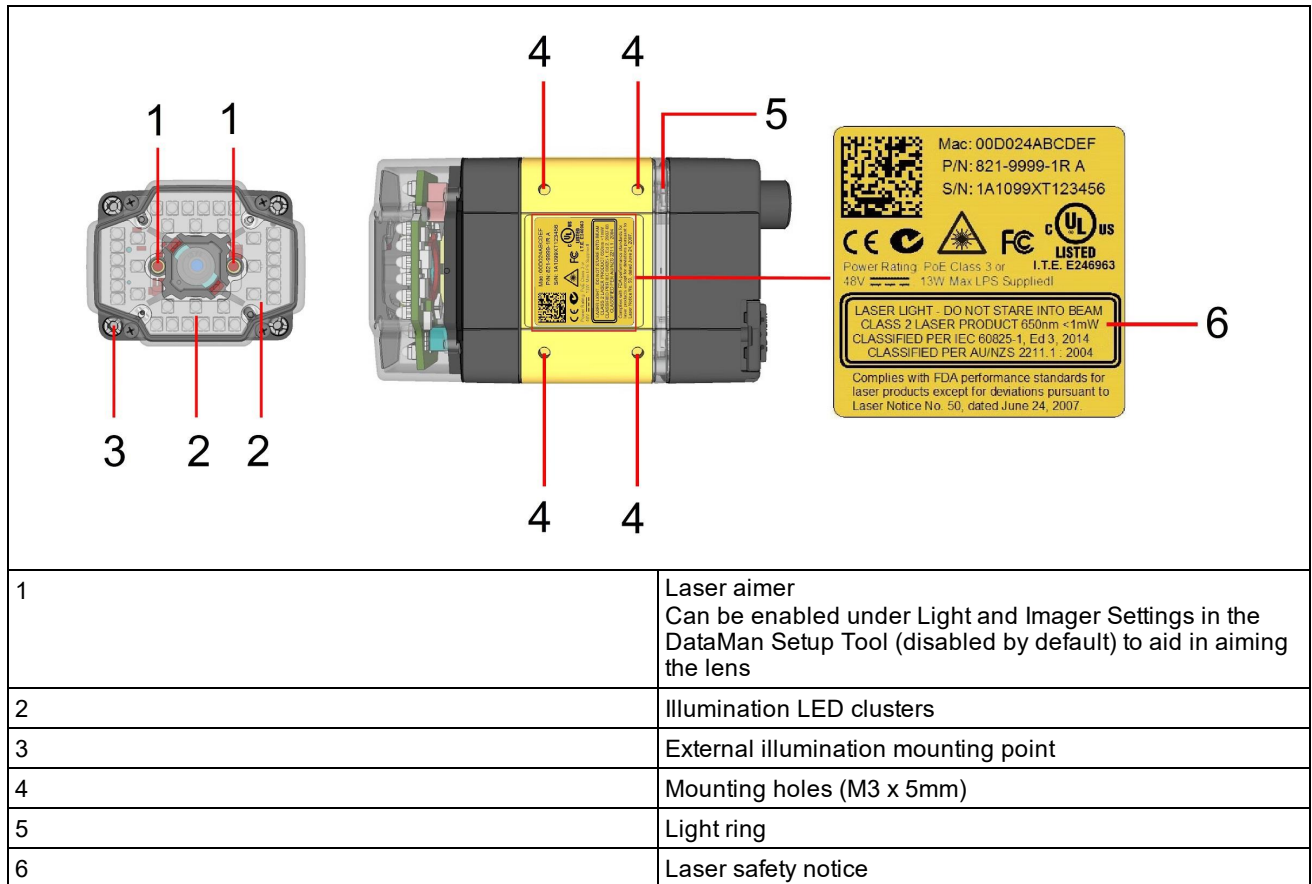 4 4
5
1 1
Mac: 00D024ABCDEF
P/N: 821-9999-1R A
S/N: 1A1099XT123456
CE FC C UL US
LISTED
I.T.E. E246963
Power Rating: PoE Class 3 or
48V 13W Max LPS Supplied!
LASER LIGHT - DO NOT STARE INTO BEAM
CLASS 2 LASER PRODUCT 650nm <1mW
CLASSIFIED PER IEC 60825-1, Ed 3, 2014
CLASSIFIED PER AU/NZS 2211.1 : 2004
6
Complies with FDA performance standards for
laser products except for deviations pursuant to
Laser Notice No. 50, dated June 24, 2007.
3 2 2
4 4
1 Laser aimer
Can be enabled under Light and Imager Settings in the
DataMan Setup Tool (disabled by default) to aid in aiming
the lens
2 Illumination LED clusters
3 External illumination mounting point
4 Mounting holes (M3 x 5mm)
5 Light ring
6 Laser safety notice